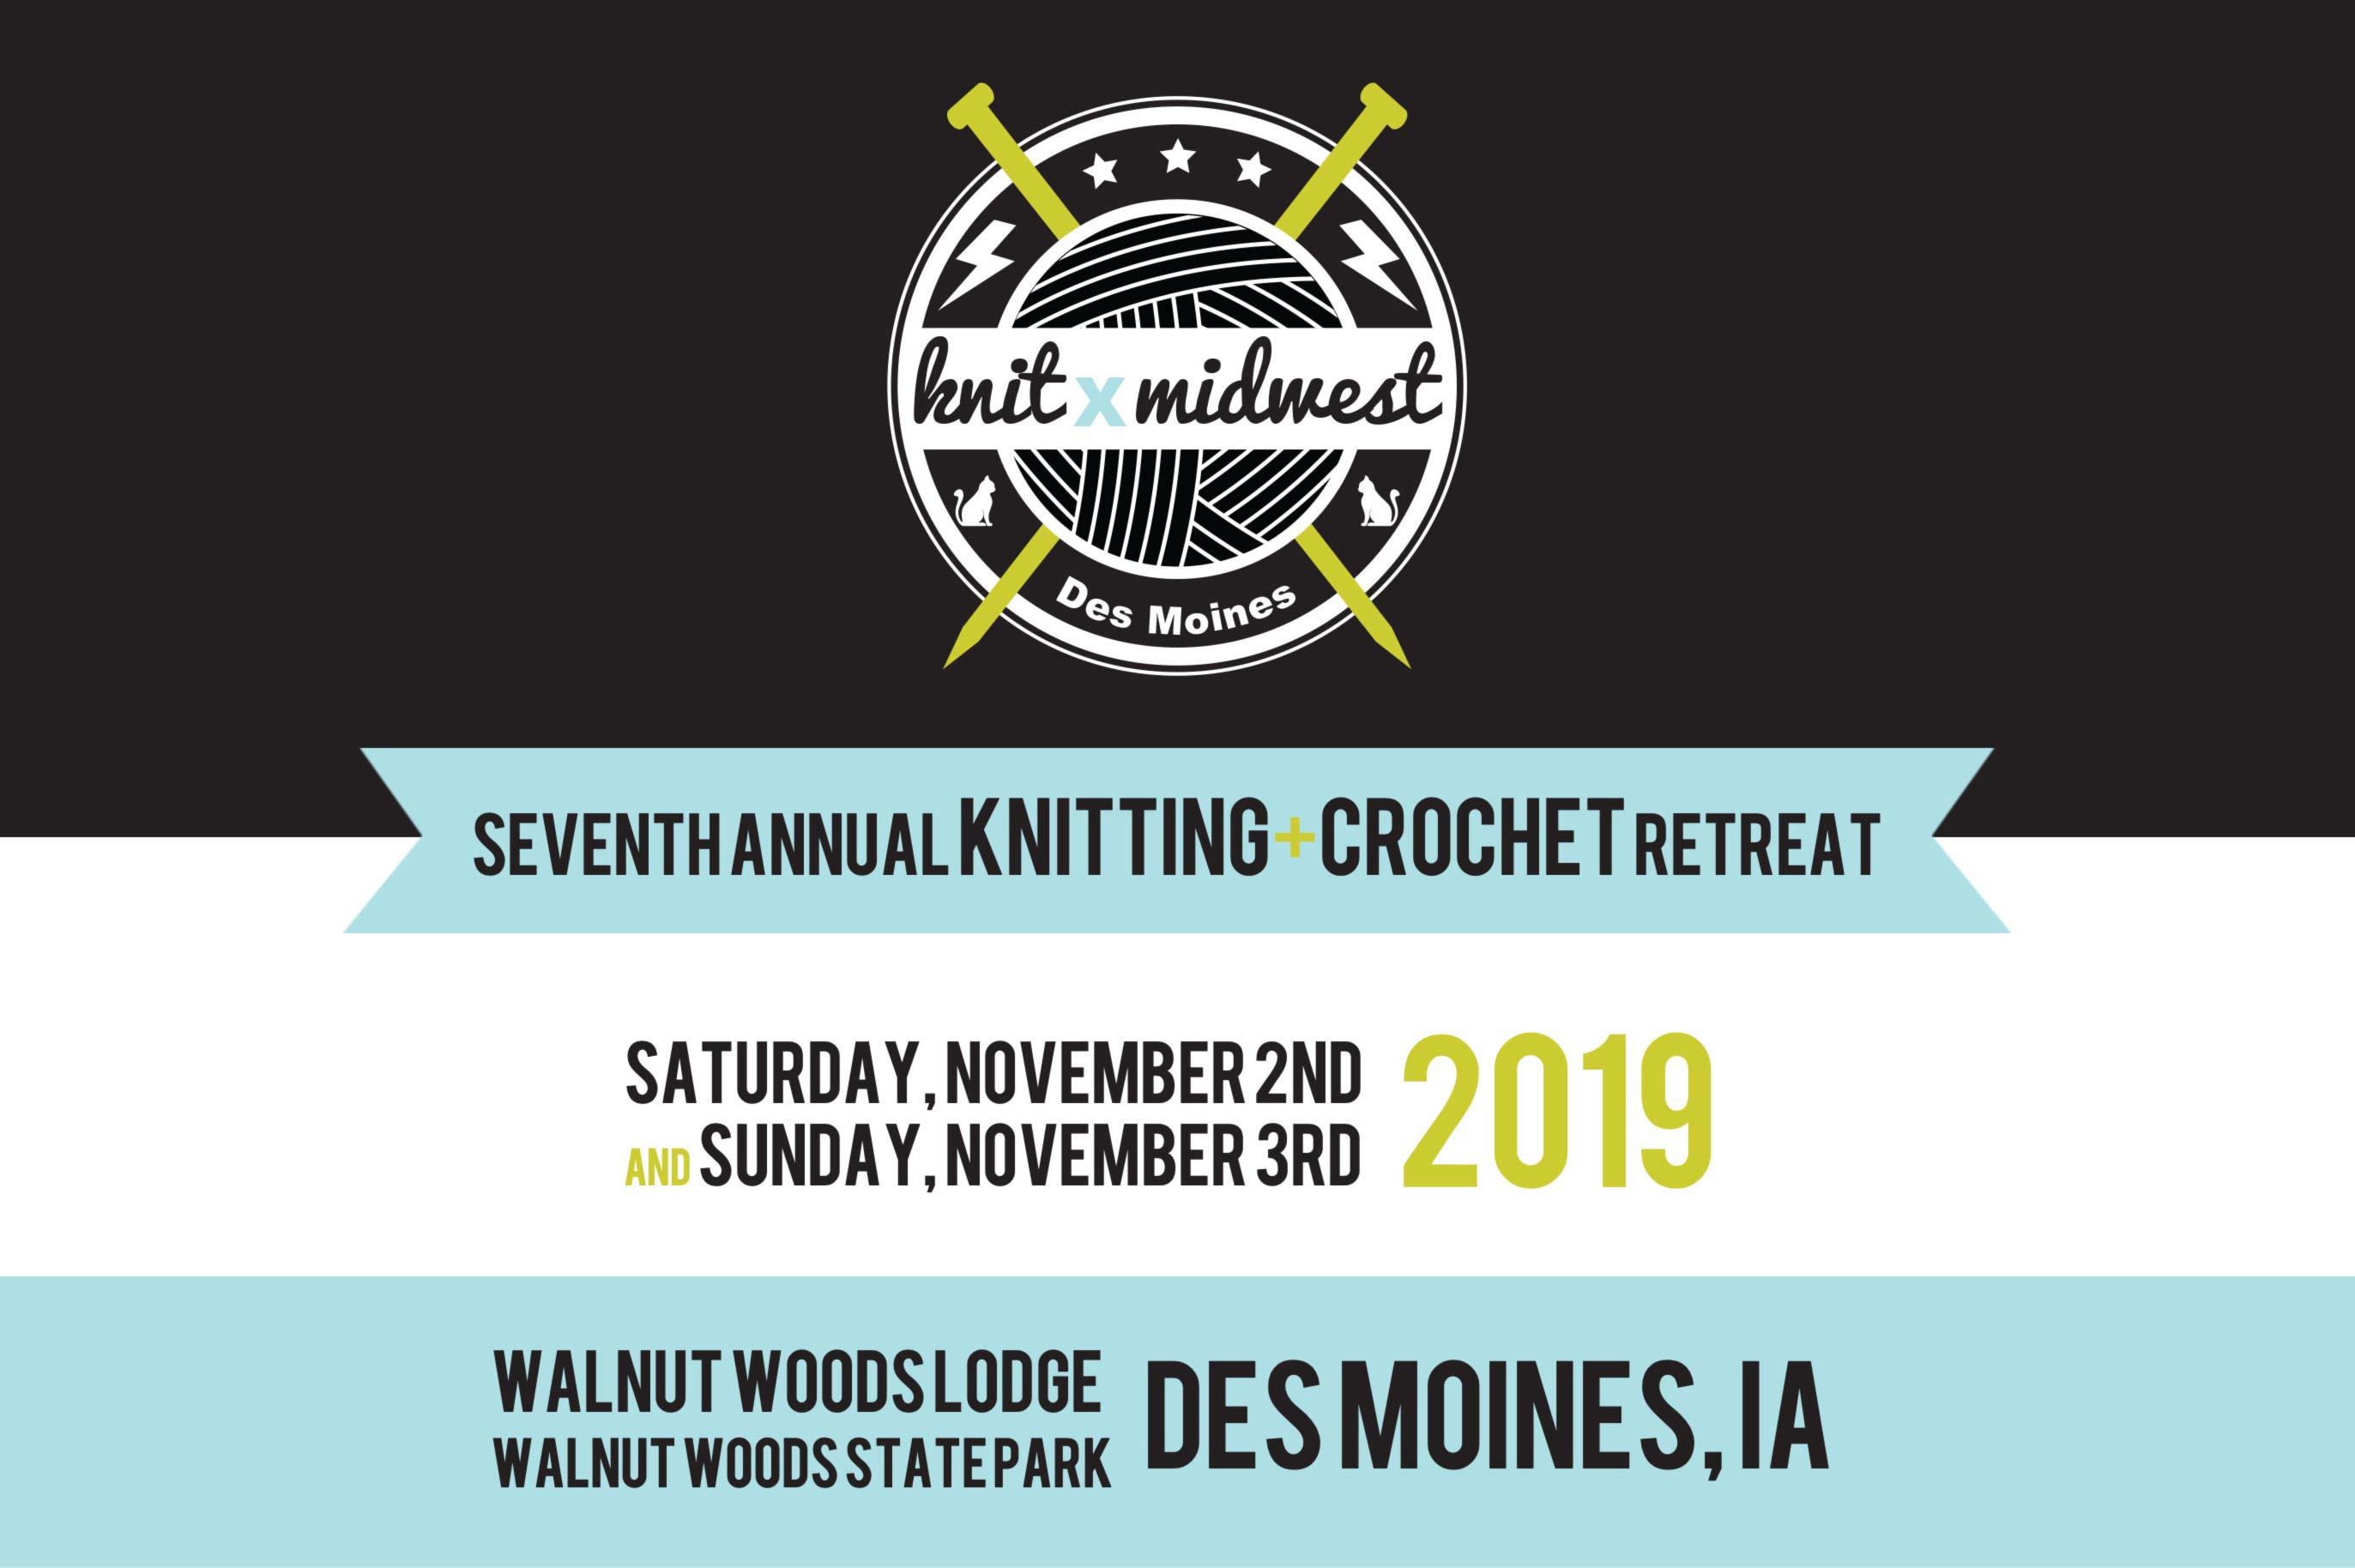 knit x midwest
Des Moines
SEVENTH ANNUAL KNITTING + CROCHET RETREAT
SATURDAY, NOVEMBER 2ND
AND SUNDAY, NOVEMBER 3RD
2019
WALNUT WOODS LODGE
WALNUT WOODS STATE PARK
DES MOINES, IA